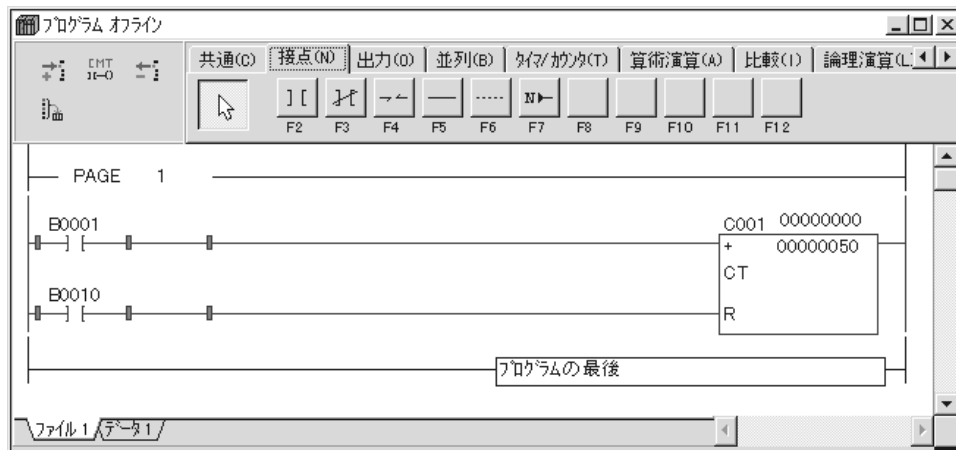 プログラム オフライン
CMT
共通(C) 接点(N) 出力(O) 並列(B) タイマ/カウンタ(T) 算術演算(A) 比較(I) 論理演算(L
N
F2 F3 F4 F5 F6 F7 F8 F9 F10 F11 F12
PAGE 1
B0001
C001 00000000
+ 00000050
CT
B0010
R
プログラムの最後
ファイル 1 データ 1